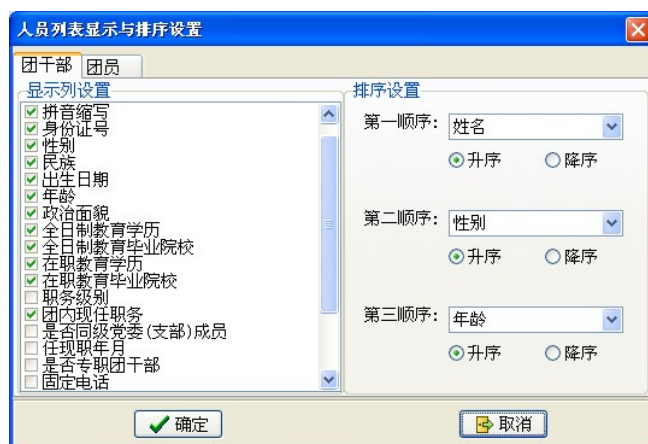 人员列表显示与排序设置
团干部 团员
显示列设置
拼音缩写
身份证号
性别
民族
出生日期
年龄
政治面貌
全日制教育学历
全日制教育毕业院校
在职教育学历
在职教育毕业院校
职务级别
团内现任职务
是否同级党委(支部)成员
任现职年月
是否专职团干部
固定电话
排序设置
第一顺序: 姓名
升序 降序
第二顺序: 性别
升序 降序
第三顺序: 年龄
升序 降序
确定 取消